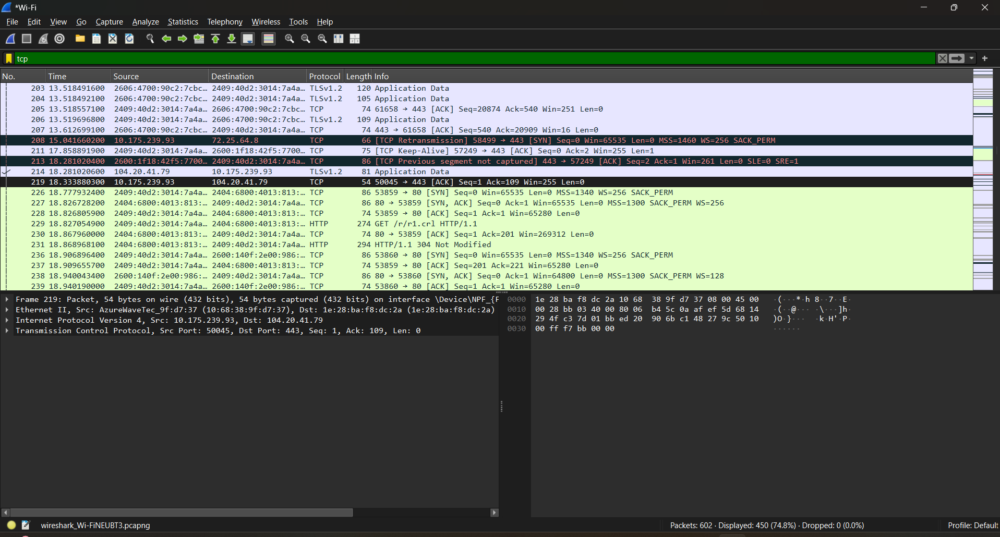 *Wi-Fi
File Edit View Go Capture Analyze Statistics Telephony Wireless Tools Help
tcp
No. Time Source Destination Protocol Length Info
203 13.518491600 2606:4700:90c2:7cbc… 2409:40d2:3014:7a4a… TLSv1.2 120 Application Data
204 13.518492100 2606:4700:90c2:7cbc… 2409:40d2:3014:7a4a… TLSv1.2 105 Application Data
205 13.518557100 2409:40d2:3014:7a4a… 2606:4700:90c2:7cbc… TCP 74 61658 → 443 [ACK] Seq=20874 Ack=540 Win=251 Len=0
206 13.519696800 2409:40d2:3014:7a4a… 2606:4700:90c2:7cbc… TLSv1.2 109 Application Data
207 13.612699100 2606:4700:90c2:7cbc… 2409:40d2:3014:7a4a… TCP 74 443 → 61658 [ACK] Seq=540 Ack=20909 Win=16 Len=0
208 15.041660200 10.175.239.93 72.25.64.8 TCP 66 [TCP Retransmission] 58499 → 443 [SYN] Seq=0 Win=65535 Len=0 MSS=1460 WS=256 SACK_PERM
211 17.858891900 2409:40d2:3014:7a4a… 2600:1f18:42f5:7700… TCP 75 [TCP Keep-Alive] 57249 → 443 [ACK] Seq=0 Ack=2 Win=255 Len=1
213 18.281020400 2600:1f18:42f5:7700… 2409:40d2:3014:7a4a… TCP 86 [TCP Previous segment not captured] 443 → 57249 [ACK] Seq=2 Ack=1 Win=261 Len=0 SLE=0 SRE=1
214 18.281020600 104.20.41.79 10.175.239.93 TLSv1.2 81 Application Data
219 18.333880300 10.175.239.93 104.20.41.79 TCP 54 50045 → 443 [ACK] Seq=1 Ack=109 Win=255 Len=0
226 18.777932400 2409:40d2:3014:7a4a… 2404:6800:4013:813:… TCP 86 53859 → 80 [SYN] Seq=0 Win=65535 Len=0 MSS=1340 WS=256 SACK_PERM
227 18.826728200 2404:6800:4013:813:… 2409:40d2:3014:7a4a… TCP 86 80 → 53859 [SYN, ACK] Seq=0 Ack=1 Win=65535 Len=0 MSS=1300 SACK_PERM WS=256
228 18.826805900 2409:40d2:3014:7a4a… 2404:6800:4013:813:… TCP 74 53859 → 80 [ACK] Seq=1 Ack=1 Win=65280 Len=0
229 18.827054900 2409:40d2:3014:7a4a… 2404:6800:4013:813:… HTTP 274 GET /r/r1.crl HTTP/1.1
230 18.867960000 2404:6800:4013:813:… 2409:40d2:3014:7a4a… TCP 74 80 → 53859 [ACK] Seq=1 Ack=201 Win=269312 Len=0
231 18.868968100 2404:6800:4013:813:… 2409:40d2:3014:7a4a… HTTP 294 HTTP/1.1 304 Not Modified
236 18.906896400 2409:40d2:3014:7a4a… 2600:140f:2e00:986:… TCP 86 53860 → 80 [SYN] Seq=0 Win=65535 Len=0 MSS=1340 WS=256 SACK_PERM
237 18.909655700 2409:40d2:3014:7a4a… 2404:6800:4013:813:… TCP 74 53859 → 80 [ACK] Seq=201 Ack=221 Win=65280 Len=0
238 18.940043400 2600:140f:2e00:986:… 2409:40d2:3014:7a4a… TCP 86 80 → 53860 [SYN, ACK] Seq=0 Ack=1 Win=64800 Len=0 MSS=1300 SACK_PERM WS=128
239 18.940190000 2409:40d2:3014:7a4a… 2600:140f:2e00:986:… TCP 74 53860 → 80 [ACK] Seq=1 Ack=1 Win=65280 Len=0
Frame 219: Packet, 54 bytes on wire (432 bits), 54 bytes captured (432 bits) on interface \Device\NPF_{F
Ethernet II, Src: AzureWaveTec_9f:d7:37 (10:68:38:9f:d7:37), Dst: 1e:28:ba:f8:dc:2a (1e:28:ba:f8:dc:2a)
Internet Protocol Version 4, Src: 10.175.239.93, Dst: 104.20.41.79
Transmission Control Protocol, Src Port: 50045, Dst Port: 443, Seq: 1, Ack: 109, Len: 0
0000 1e 28 ba f8 dc 2a 10 68 38 9f d7 37 08 00 45 00 ·(···*·h 8··7··E·
0010 00 28 bb 03 40 00 80 06 b4 5c 0a af ef 5d 68 14 ·(··@··· ·\···]h·
0020 29 4f c3 7d 01 bb ed 20 90 6b c1 48 27 9c 50 10 )O·}···  ·k·H'·P·
0030 00 ff f7 bb 00 00 ······
wireshark_Wi-FiNEUBT3.pcapng
Packets: 602 · Displayed: 450 (74.8%) · Dropped: 0 (0.0%)
Profile: Default